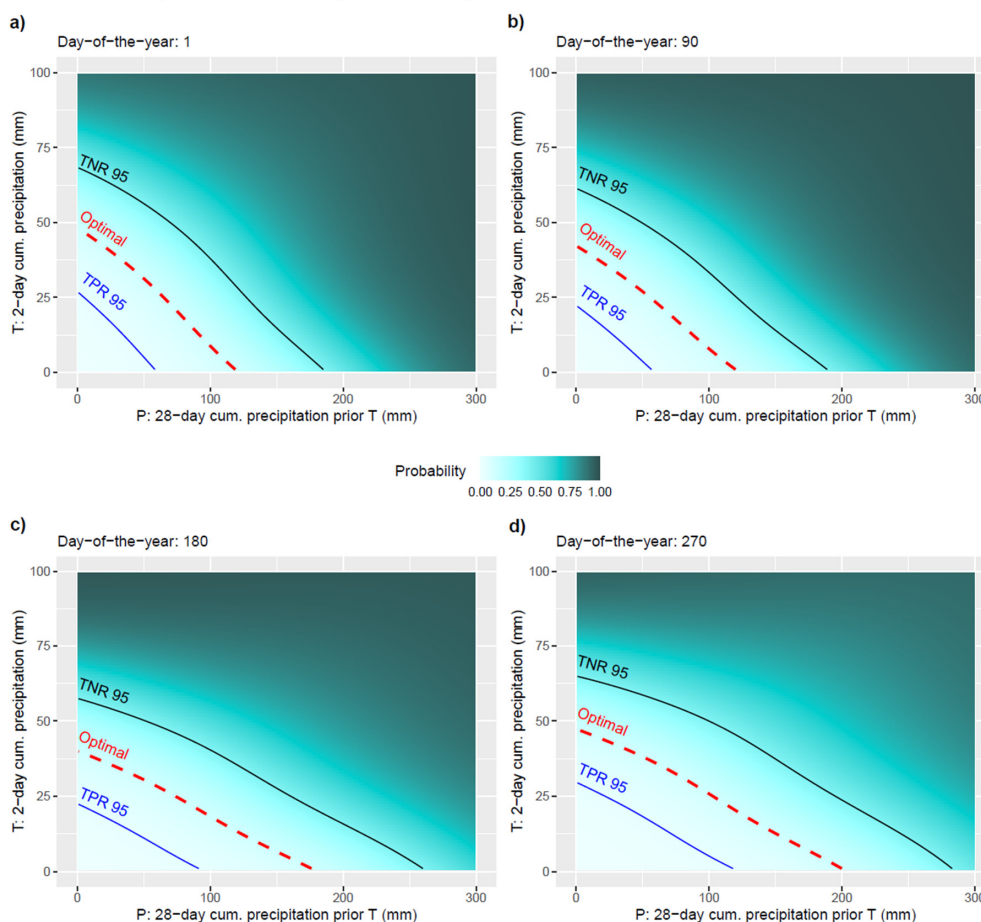 a)
Day-of-the-year: 1
T: 2-day cum. precipitation (mm)
100
75
50
25
0
TNR 95
Optimal
TPR 95
0 100 200 300
P: 28-day cum. precipitation prior T (mm)
b)
Day-of-the-year: 90
T: 2-day cum. precipitation (mm)
100
75
50
25
0
TNR 95
Optimal
TPR 95
0 100 200 300
P: 28-day cum. precipitation prior T (mm)
Probability
0.00 0.25 0.50 0.75 1.00
c)
Day-of-the-year: 180
T: 2-day cum. precipitation (mm)
100
75
50
25
0
TNR 95
Optimal
TPR 95
0 100 200 300
P: 28-day cum. precipitation prior T (mm)
d)
Day-of-the-year: 270
T: 2-day cum. precipitation (mm)
100
75
50
25
0
TNR 95
Optimal
TPR 95
0 100 200 300
P: 28-day cum. precipitation prior T (mm)